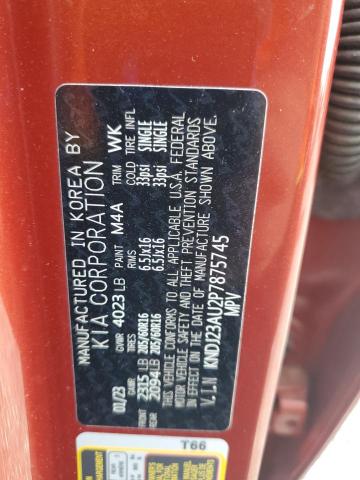 MANUFACTURED IN KOREA BY
KIA CORPORATION
01/23 GVWR 4023 LB PAINT M4A TRIM WK
GAWR TIRES RIMS COLD TIRE INFL
FRONT 2315 LB 205/60R16 6.5Jx16 33psi SINGLE
REAR 2094 LB 205/60R16 6.5Jx16 33psi SINGLE
THIS VEHICLE CONFORMS TO ALL APPLICABLE U.S.A. FEDERAL
MOTOR VEHICLE SAFETY AND THEFT PREVENTION STANDARDS
IN EFFECT ON THE DATE OF MANUFACTURE SHOWN ABOVE.
V.I.N KNDJ23AU2P7875745
MPV
T66